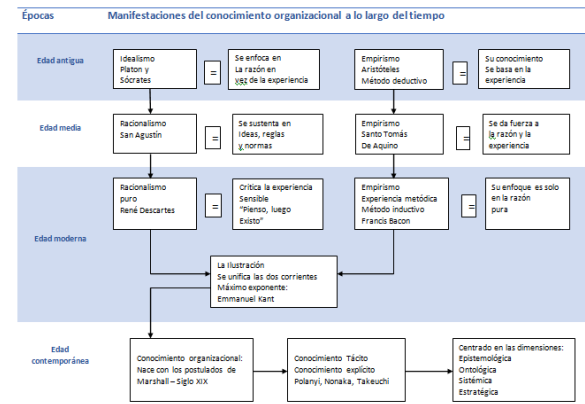 Épocas
Manifestaciones del conocimiento organizacional a lo largo del tiempo
Edad antigua
Idealismo
Platon y
Sócrates
=
Se enfoca en
La razón en
vez de la experiencia
Empirismo
Aristóteles
Método deductivo
=
Su conocimiento
Se basa en la
experiencia
Edad media
Racionalismo
San Agustín
=
Se sustenta en
Ideas, reglas
y normas
Empirismo
Santo Tomás
De Aquino
=
Se da fuerza a
la razón y la
experiencia
Edad moderna
Racionalismo
puro
René Descartes
=
Critica la experiencia
Sensible
“Pienso, luego
Existo”
Empirismo
Experiencia metódica
Método inductivo
Francis Bacon
=
Su enfoque es solo
en la razón
pura
La Ilustración
Se unifica las dos corrientes
Máximo exponente:
Emmanuel Kant
Edad
contemporánea
Conocimiento organizacional:
Nace con los postulados de
Marshall – Siglo XIX
Conocimiento Tácito
Conocimiento explícito
Polanyi, Nonaka, Takeuchi
Centrado en las dimensiones:
Epistemológica
Ontológica
Sistémica
Estratégica